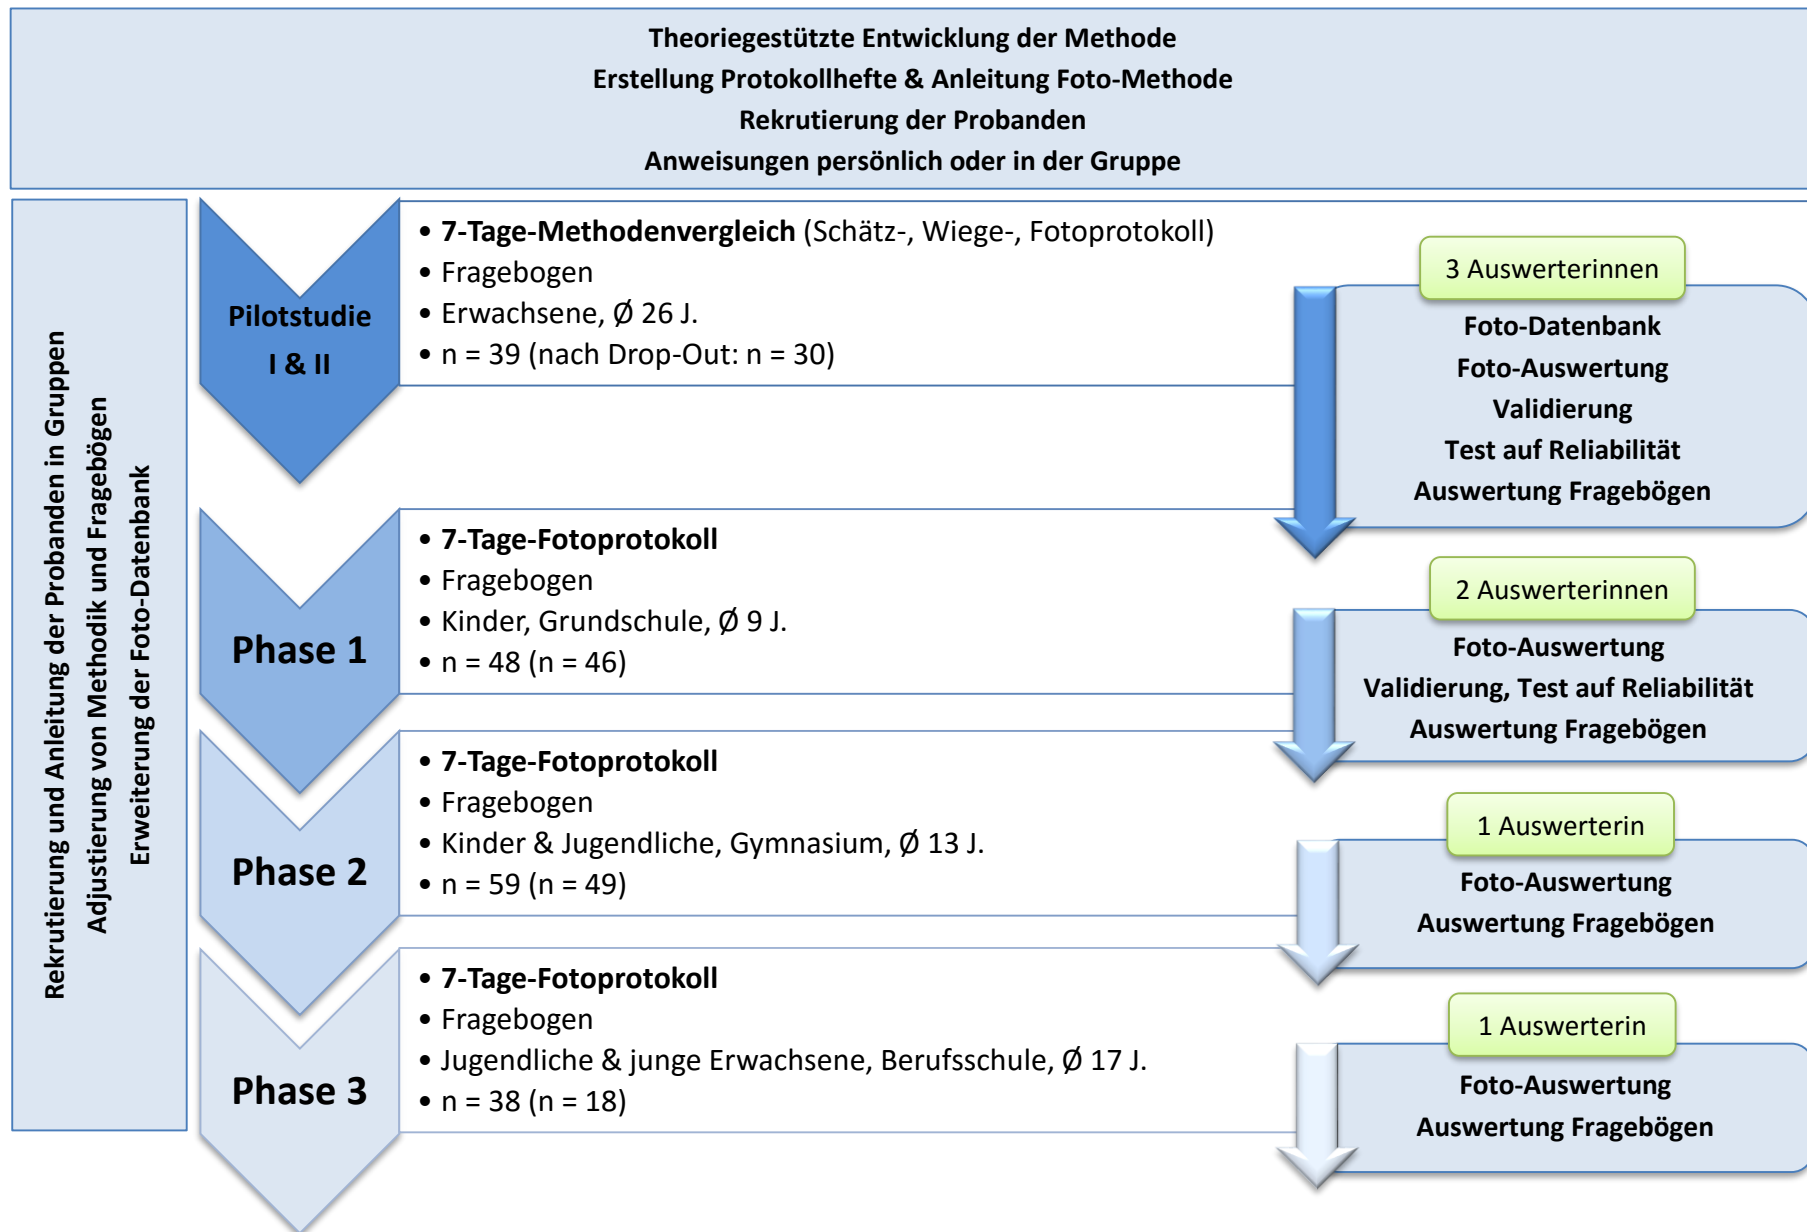 Theoriegestützte Entwicklung der Methode
Erstellung Protokollhefte & Anleitung Foto-Methode
Rekrutierung der Probanden
Anweisungen persönlich oder in der Gruppe
Rekrutierung und Anleitung der Probanden in Gruppen
Adjustierung von Methodik und Fragebögen
Erweiterung der Foto-Datenbank
Pilotstudie
I & II
• 7-Tage-Methodenvergleich (Schätz-, Wiege-, Fotoprotokoll)
• Fragebogen
• Erwachsene, Ø 26 J.
• n = 39 (nach Drop-Out: n = 30)
3 Auswerterinnen
Foto-Datenbank
Foto-Auswertung
Validierung
Test auf Reliabilität
Auswertung Fragebögen
Phase 1
• 7-Tage-Fotoprotokoll
• Fragebogen
• Kinder, Grundschule, Ø 9 J.
• n = 48 (n = 46)
2 Auswerterinnen
Foto-Auswertung
Validierung, Test auf Reliabilität
Auswertung Fragebögen
Phase 2
• 7-Tage-Fotoprotokoll
• Fragebogen
• Kinder & Jugendliche, Gymnasium, Ø 13 J.
• n = 59 (n = 49)
1 Auswerterin
Foto-Auswertung
Auswertung Fragebögen
Phase 3
• 7-Tage-Fotoprotokoll
• Fragebogen
• Jugendliche & junge Erwachsene, Berufsschule, Ø 17 J.
• n = 38 (n = 18)
1 Auswerterin
Foto-Auswertung
Auswertung Fragebögen